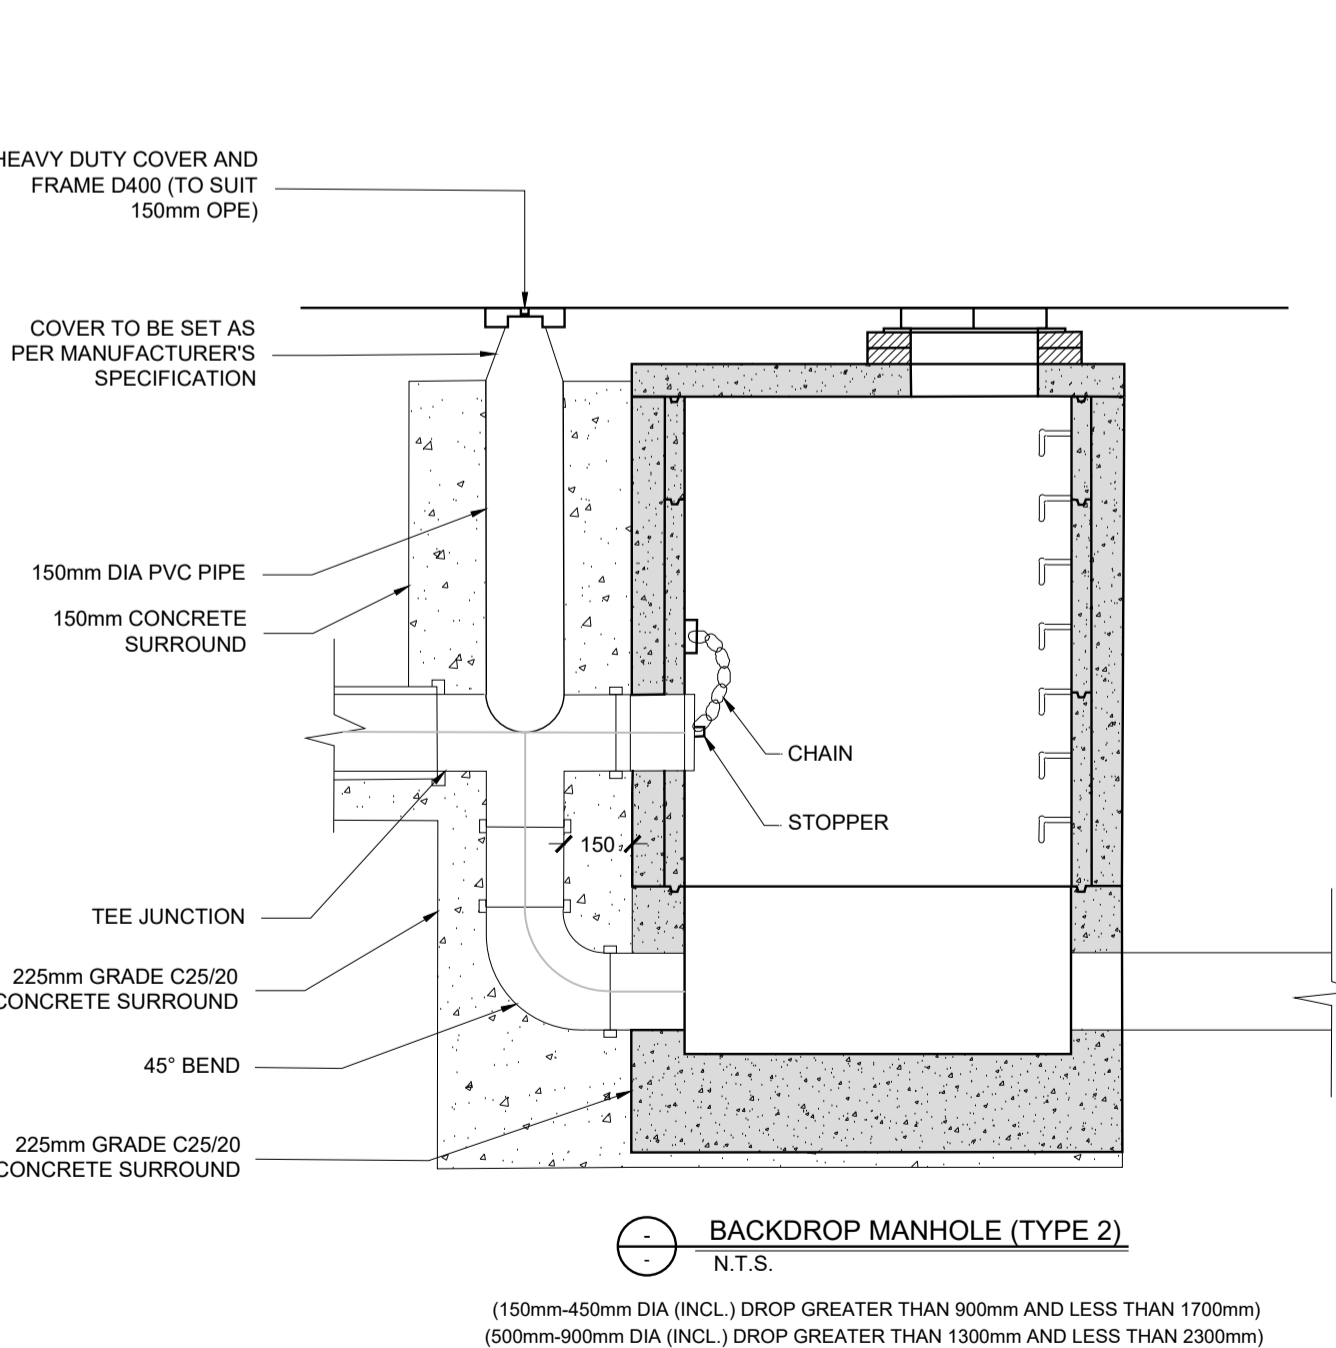 HEAVY DUTY COVER AND
FRAME D400 (TO SUIT
150mm OPE)
COVER TO BE SET AS
PER MANUFACTURER'S
SPECIFICATION
150mm DIA PVC PIPE
150mm CONCRETE
SURROUND
CHAIN
STOPPER
150
TEE JUNCTION
225mm GRADE C25/20
CONCRETE SURROUND
45° BEND
225mm GRADE C25/20
CONCRETE SURROUND
-
-
BACKDROP MANHOLE (TYPE 2)
N.T.S.
(150mm-450mm DIA (INCL.) DROP GREATER THAN 900mm AND LESS THAN 1700mm)
(500mm-900mm DIA (INCL.) DROP GREATER THAN 1300mm AND LESS THAN 2300mm)